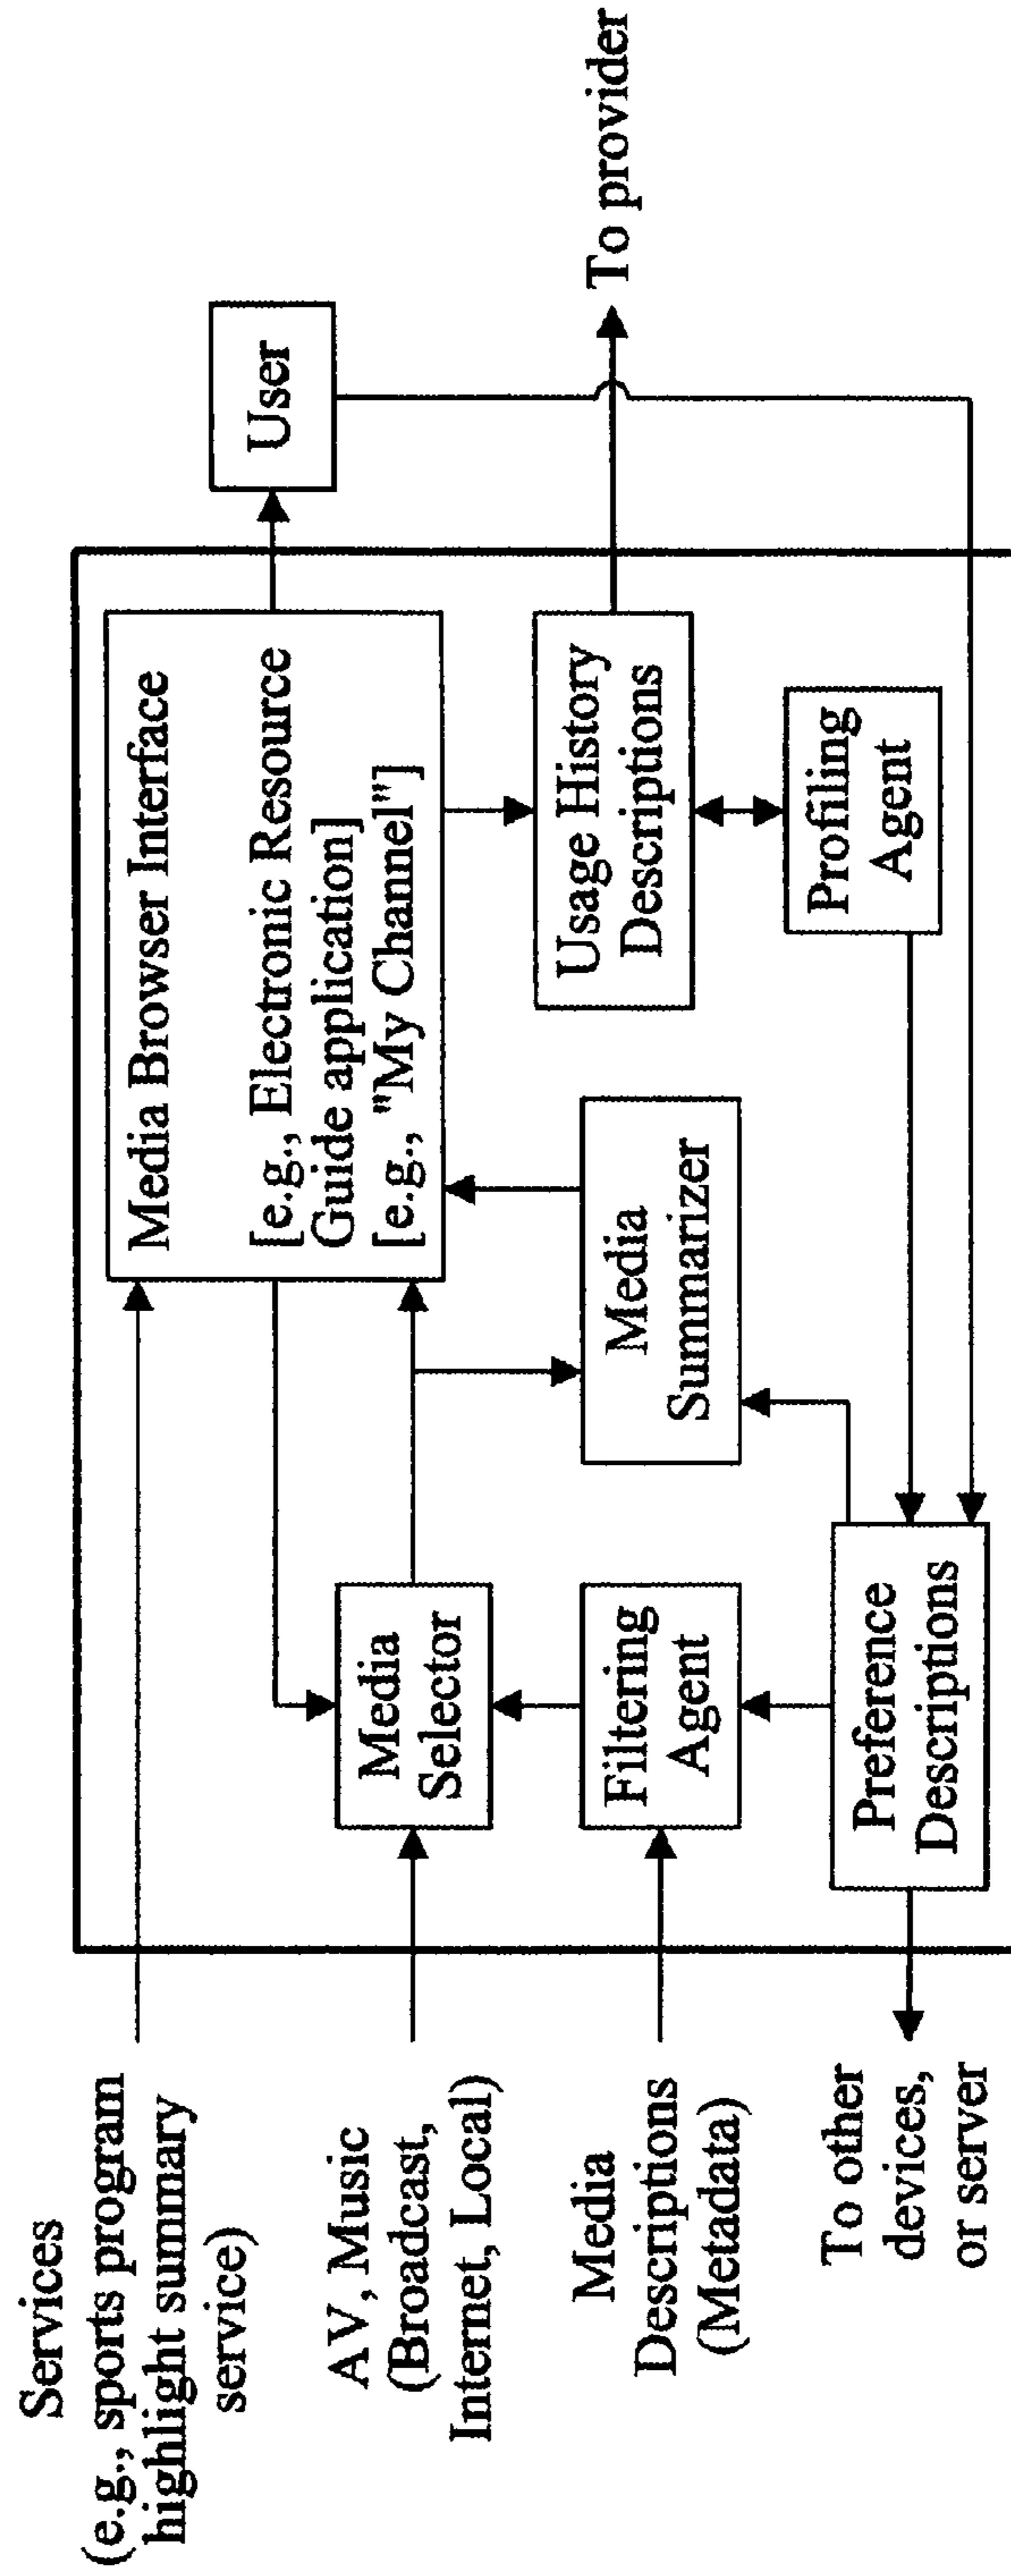 Services
(e.g., sports program
highlight summary
service)
AV, Music
(Broadcast,
Internet, Local)
Media
Descriptions
(Metadata)
To other
devices,
or server
Media Browser Interface
[e.g., Electronic Resource
Guide application]
[e.g., "My Channel"]
Media
Selector
Filtering
Agent
Preference
Descriptions
Media
Summarizer
Usage History
Descriptions
Profiling
Agent
User
To provider